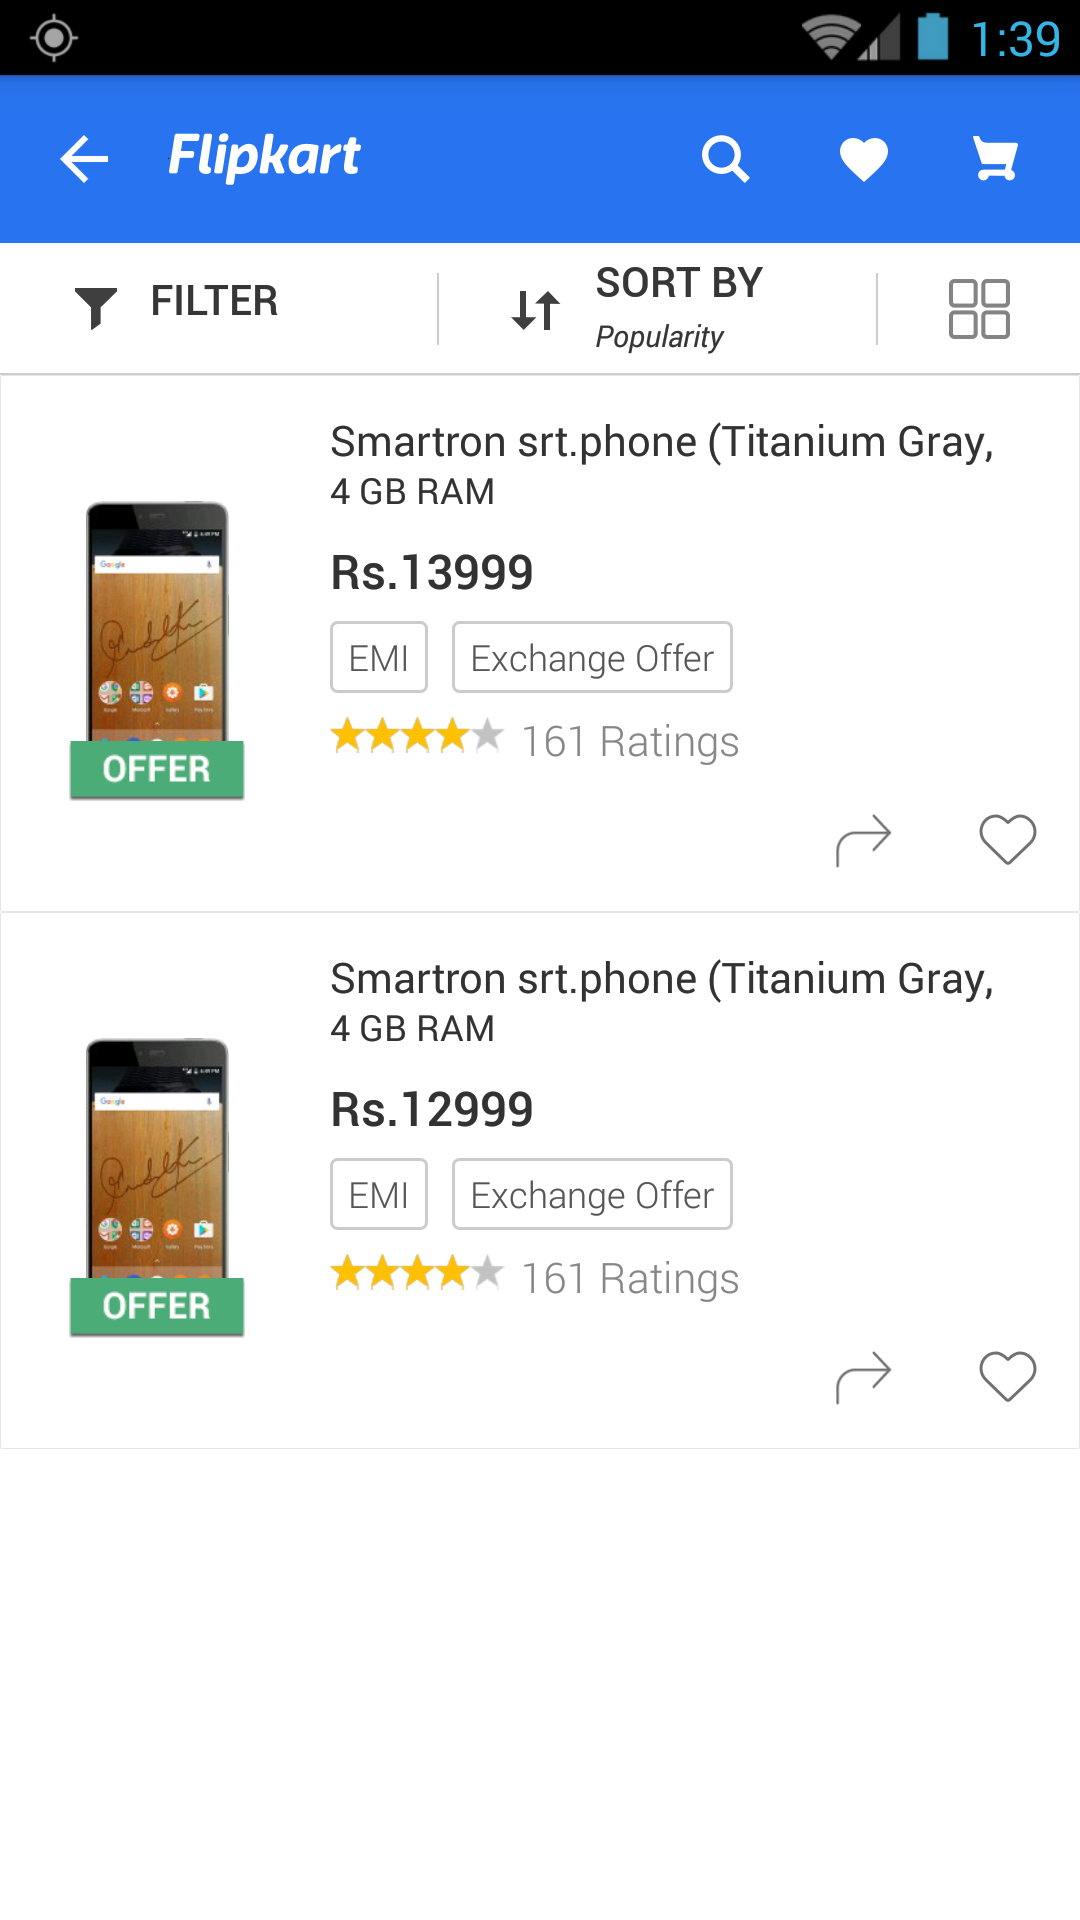 1:39
Flipkart
FILTER
SORT BY
Popularity
Smartron srt.phone (Titanium Gray,
4 GB RAM
Rs.13999
EMI
Exchange Offer
161 Ratings
Google
OFFER
Smartron srt.phone (Titanium Gray,
4 GB RAM
Rs.12999
EMI
Exchange Offer
161 Ratings
Google
OFFER